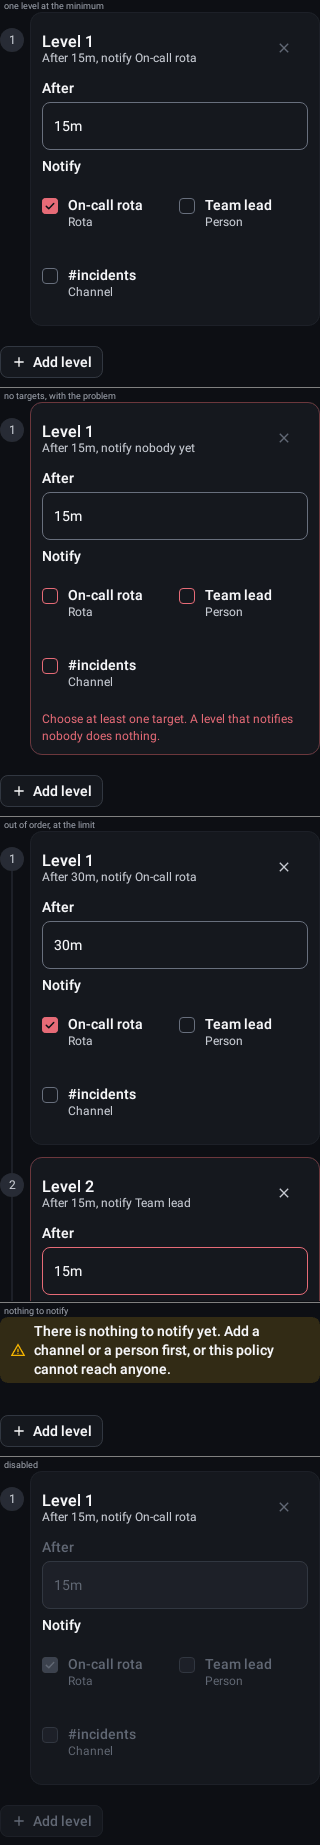 one level at the minimum
1
Level 1
After 15m, notify On-call rota
After
15m
Notify
On-call rota
Team lead
Rota
Person
#incidents
Channel
Add level
no targets, with the problem
1
Level 1
After 15m, notify nobody yet
After
15m
Notify
On-call rota
Team lead
Rota
Person
#incidents
Channel
Choose at least one target. A level that notifies
nobody does nothing.
Add level
out of order, at the limit
1
Level 1
After 30m, notify On-call rota
After
30m
Notify
On-call rota
Team lead
Rota
Person
#incidents
Channel
2
Level 2
After 15m, notify Team lead
After
15m
nothing to notify
There is nothing to notify yet. Add a
channel or a person first, or this policy
cannot reach anyone.
Add level
disabled
1
Level 1
After 15m, notify On-call rota
After
15m
Notify
On-call rota
Team lead
Rota
Person
#incidents
Channel
Add level